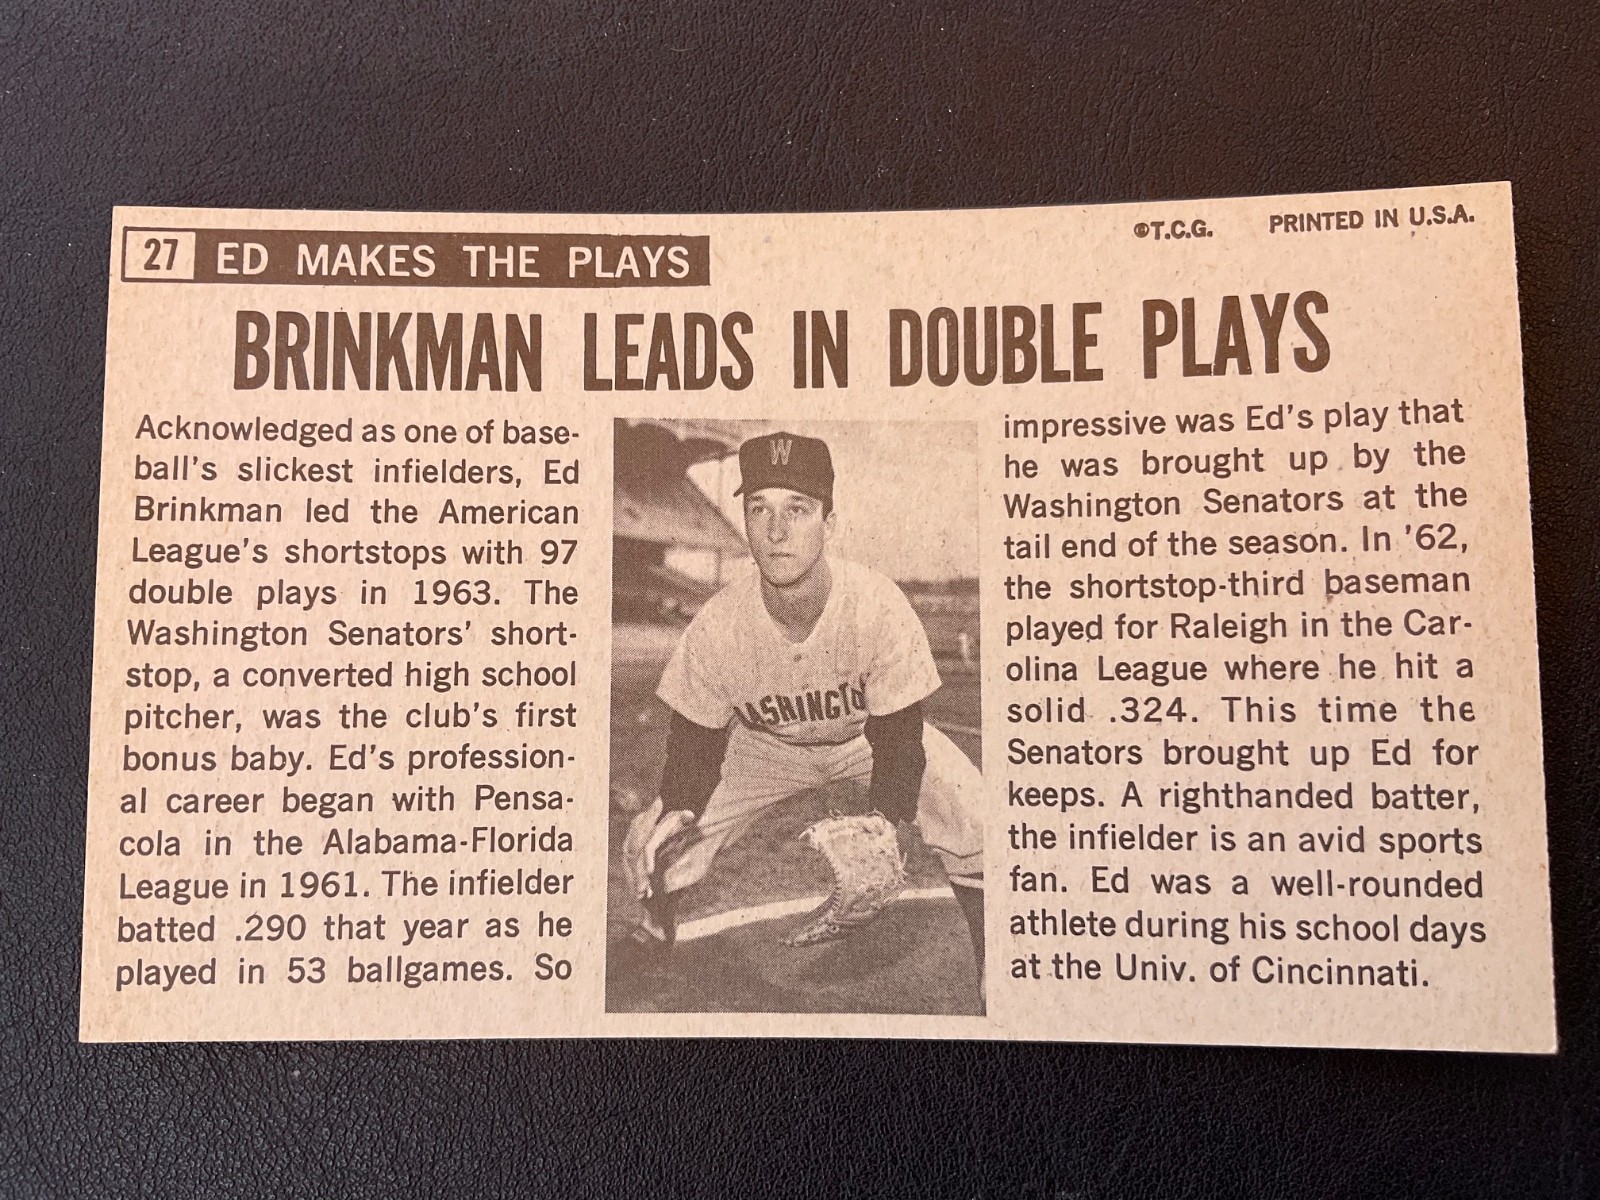 27 ED MAKES THE PLAYS
©T.C.G. PRINTED IN U.S.A.
BRINKMAN LEADS IN DOUBLE PLAYS
Acknowledged as one of base-
ball's slickest infielders, Ed
Brinkman led the American
League's shortstops with 97
double plays in 1963. The
Washington Senators' short-
stop, a converted high school
pitcher, was the club's first
bonus baby. Ed's profession-
al career began with Pensa-
cola in the Alabama-Florida
League in 1961. The infielder
batted .290 that year as he
played in 53 ballgames. So
W
ASHINGTO
impressive was Ed's play that
he was brought up by the
Washington Senators at the
tail end of the season. In '62,
the shortstop-third baseman
played for Raleigh in the Car-
olina League where he hit a
solid .324. This time the
Senators brought up Ed for
keeps. A righthanded batter,
the infielder is an avid sports
fan. Ed was a well-rounded
athlete during his school days
at the Univ. of Cincinnati.